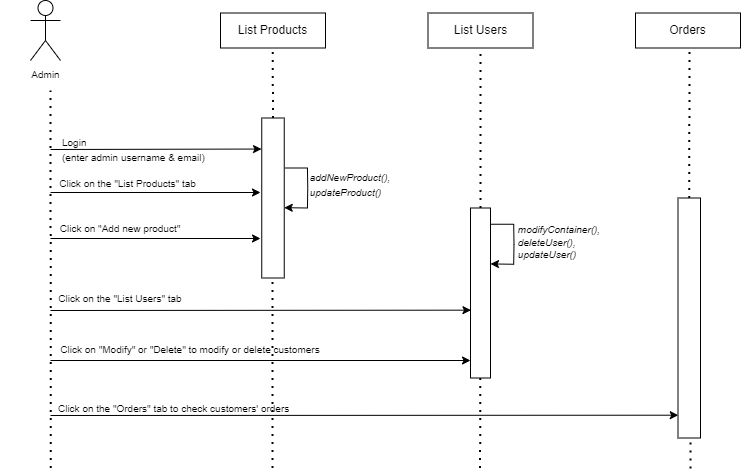 List Products
List Users
Orders
Admin
Login
(enter admin username & email)
Click on the "List Products" tab
addNewProduct(),
updateProduct()
Click on "Add new product"
modifyContainer(),
deleteUser(),
updateUser()
Click on the "List Users" tab
Click on "Modify" or "Delete" to modify or delete customers
Click on the "Orders" tab to check customers' orders